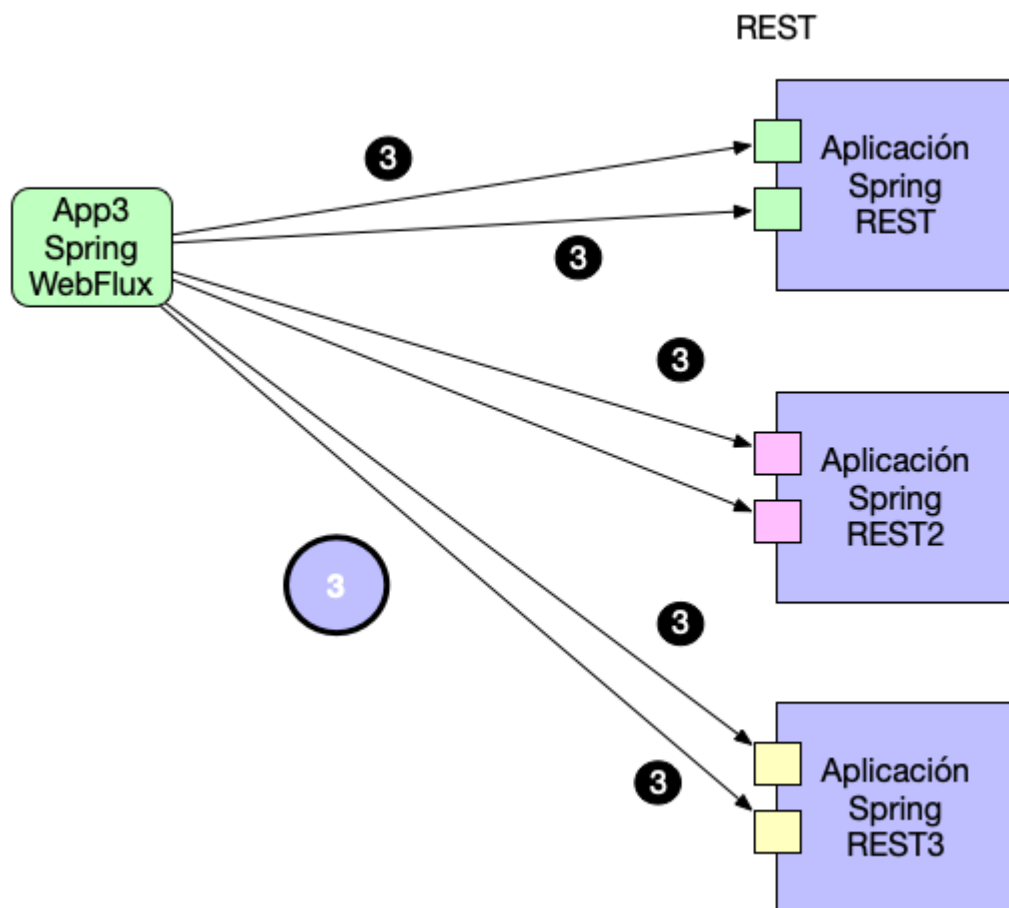 REST
3
Aplicación
Spring
REST
App3
Spring
WebFlux
3
3
Aplicación
Spring
REST2
3
3
3
Aplicación
Spring
REST3